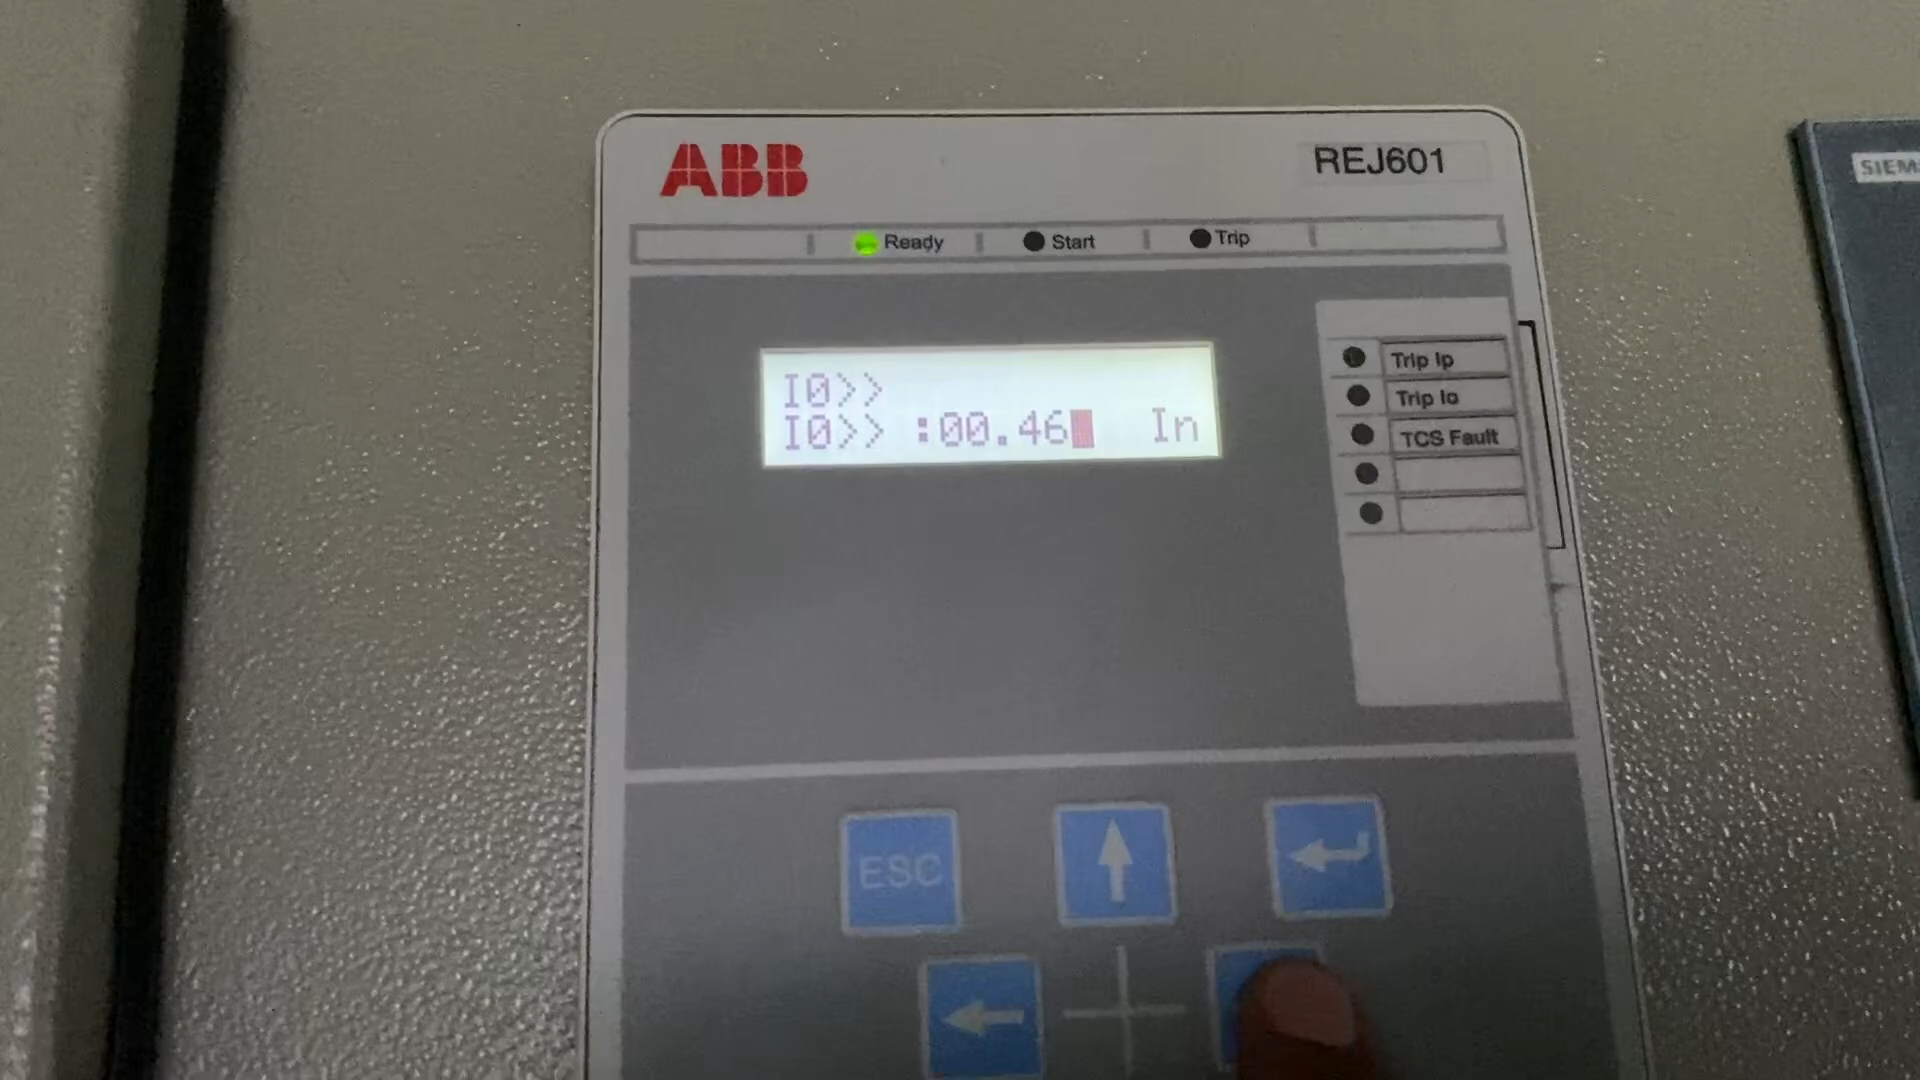 ABB
REJ601
Ready
Start
Trip
I0>>
I0>> :00.46 In
Trip Ip
Trip Io
TCS Fault
ESC